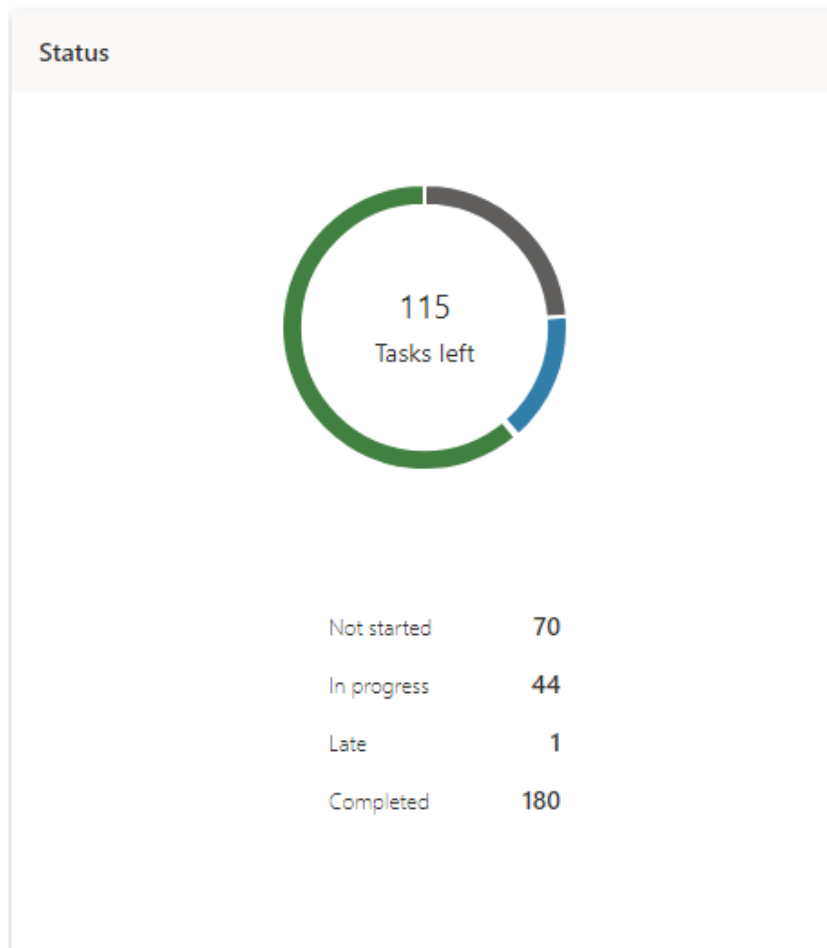 Status
115
Tasks left
Not started 70
In progress 44
Late 1
Completed 180